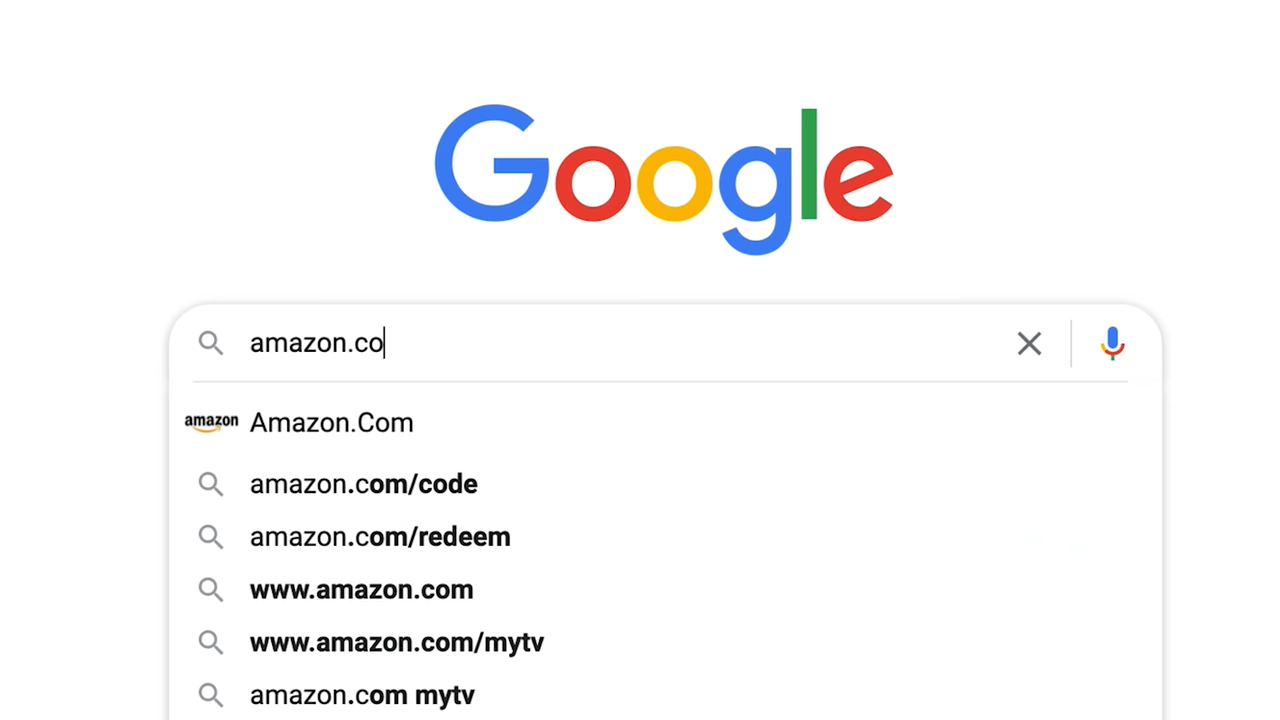 Google
amazon.co
amazon Amazon.Com
amazon.com/code
amazon.com/redeem
www.amazon.com
www.amazon.com/mytv
amazon.com mytv